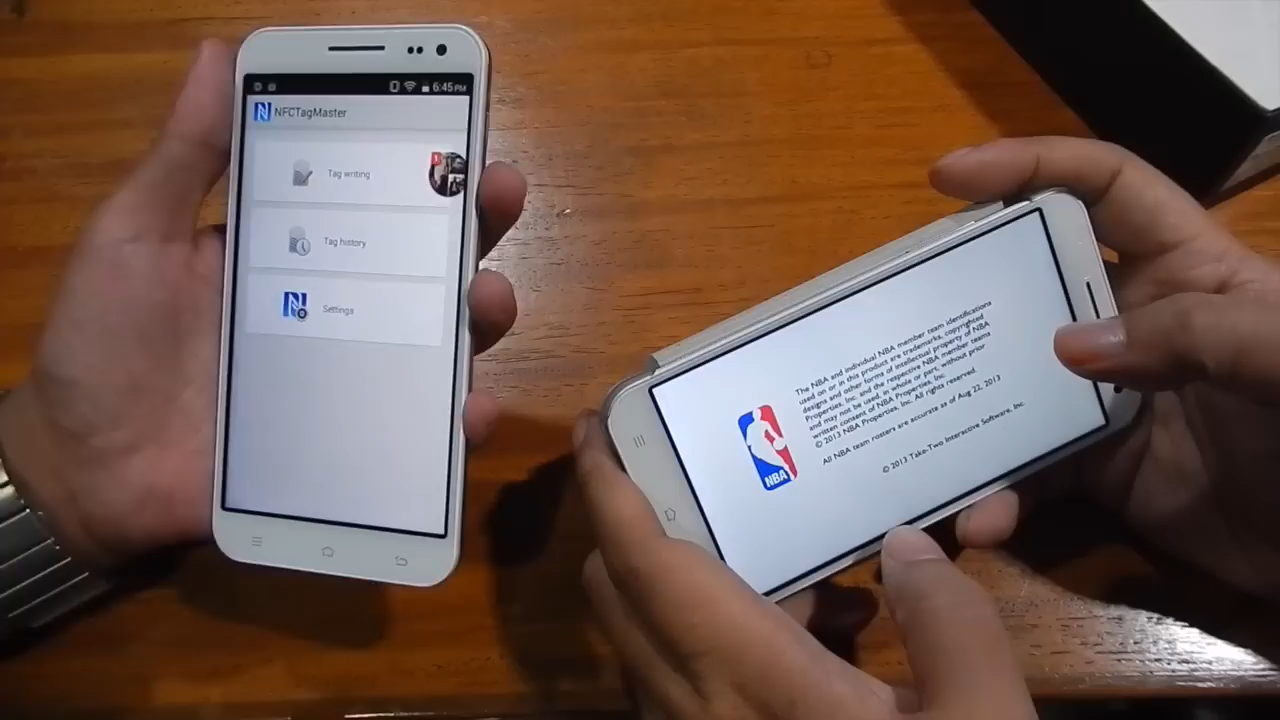 6:45 PM
NFCTagMaster
1
Tag writing
Tag history
Settings
The NBA and individual NBA member team identifications
used on or in this product are trademarks, copyrighted
designs and other forms of intellectual property of NBA
Properties, Inc. and the respective NBA member teams
and may not be used, in whole or part, without prior
written consent of NBA Properties, Inc.
© 2013 NBA Properties, Inc. All rights reserved.
All NBA team rosters are accurate as of Aug 22, 2013
© 2013 Take-Two Interactive Software, Inc.
NBA